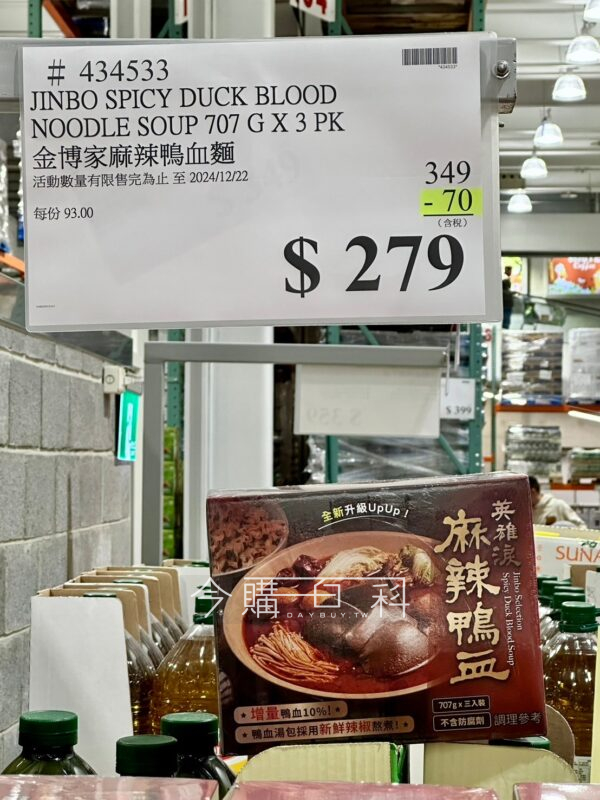 # 434533
*434533*
JINBO SPICY DUCK BLOOD
NOODLE SOUP 707 G X 3 PK
金博家麻辣鴨血麵
活動數量有限售完為止 至 2024/12/22
每份 93.00
349
- 70
(含稅)
$ 279
$ 399
全新升級UpUp!
英雄淚
麻辣鴨血
Jinbo Selection
Spicy Duck Blood Soup
今購百科
DAYBUY.TW
增量鴨血10%!
鴨血湯包採用新鮮辣椒熬煮!
707g x 三入裝
不含防腐劑
調理參考
SUNA